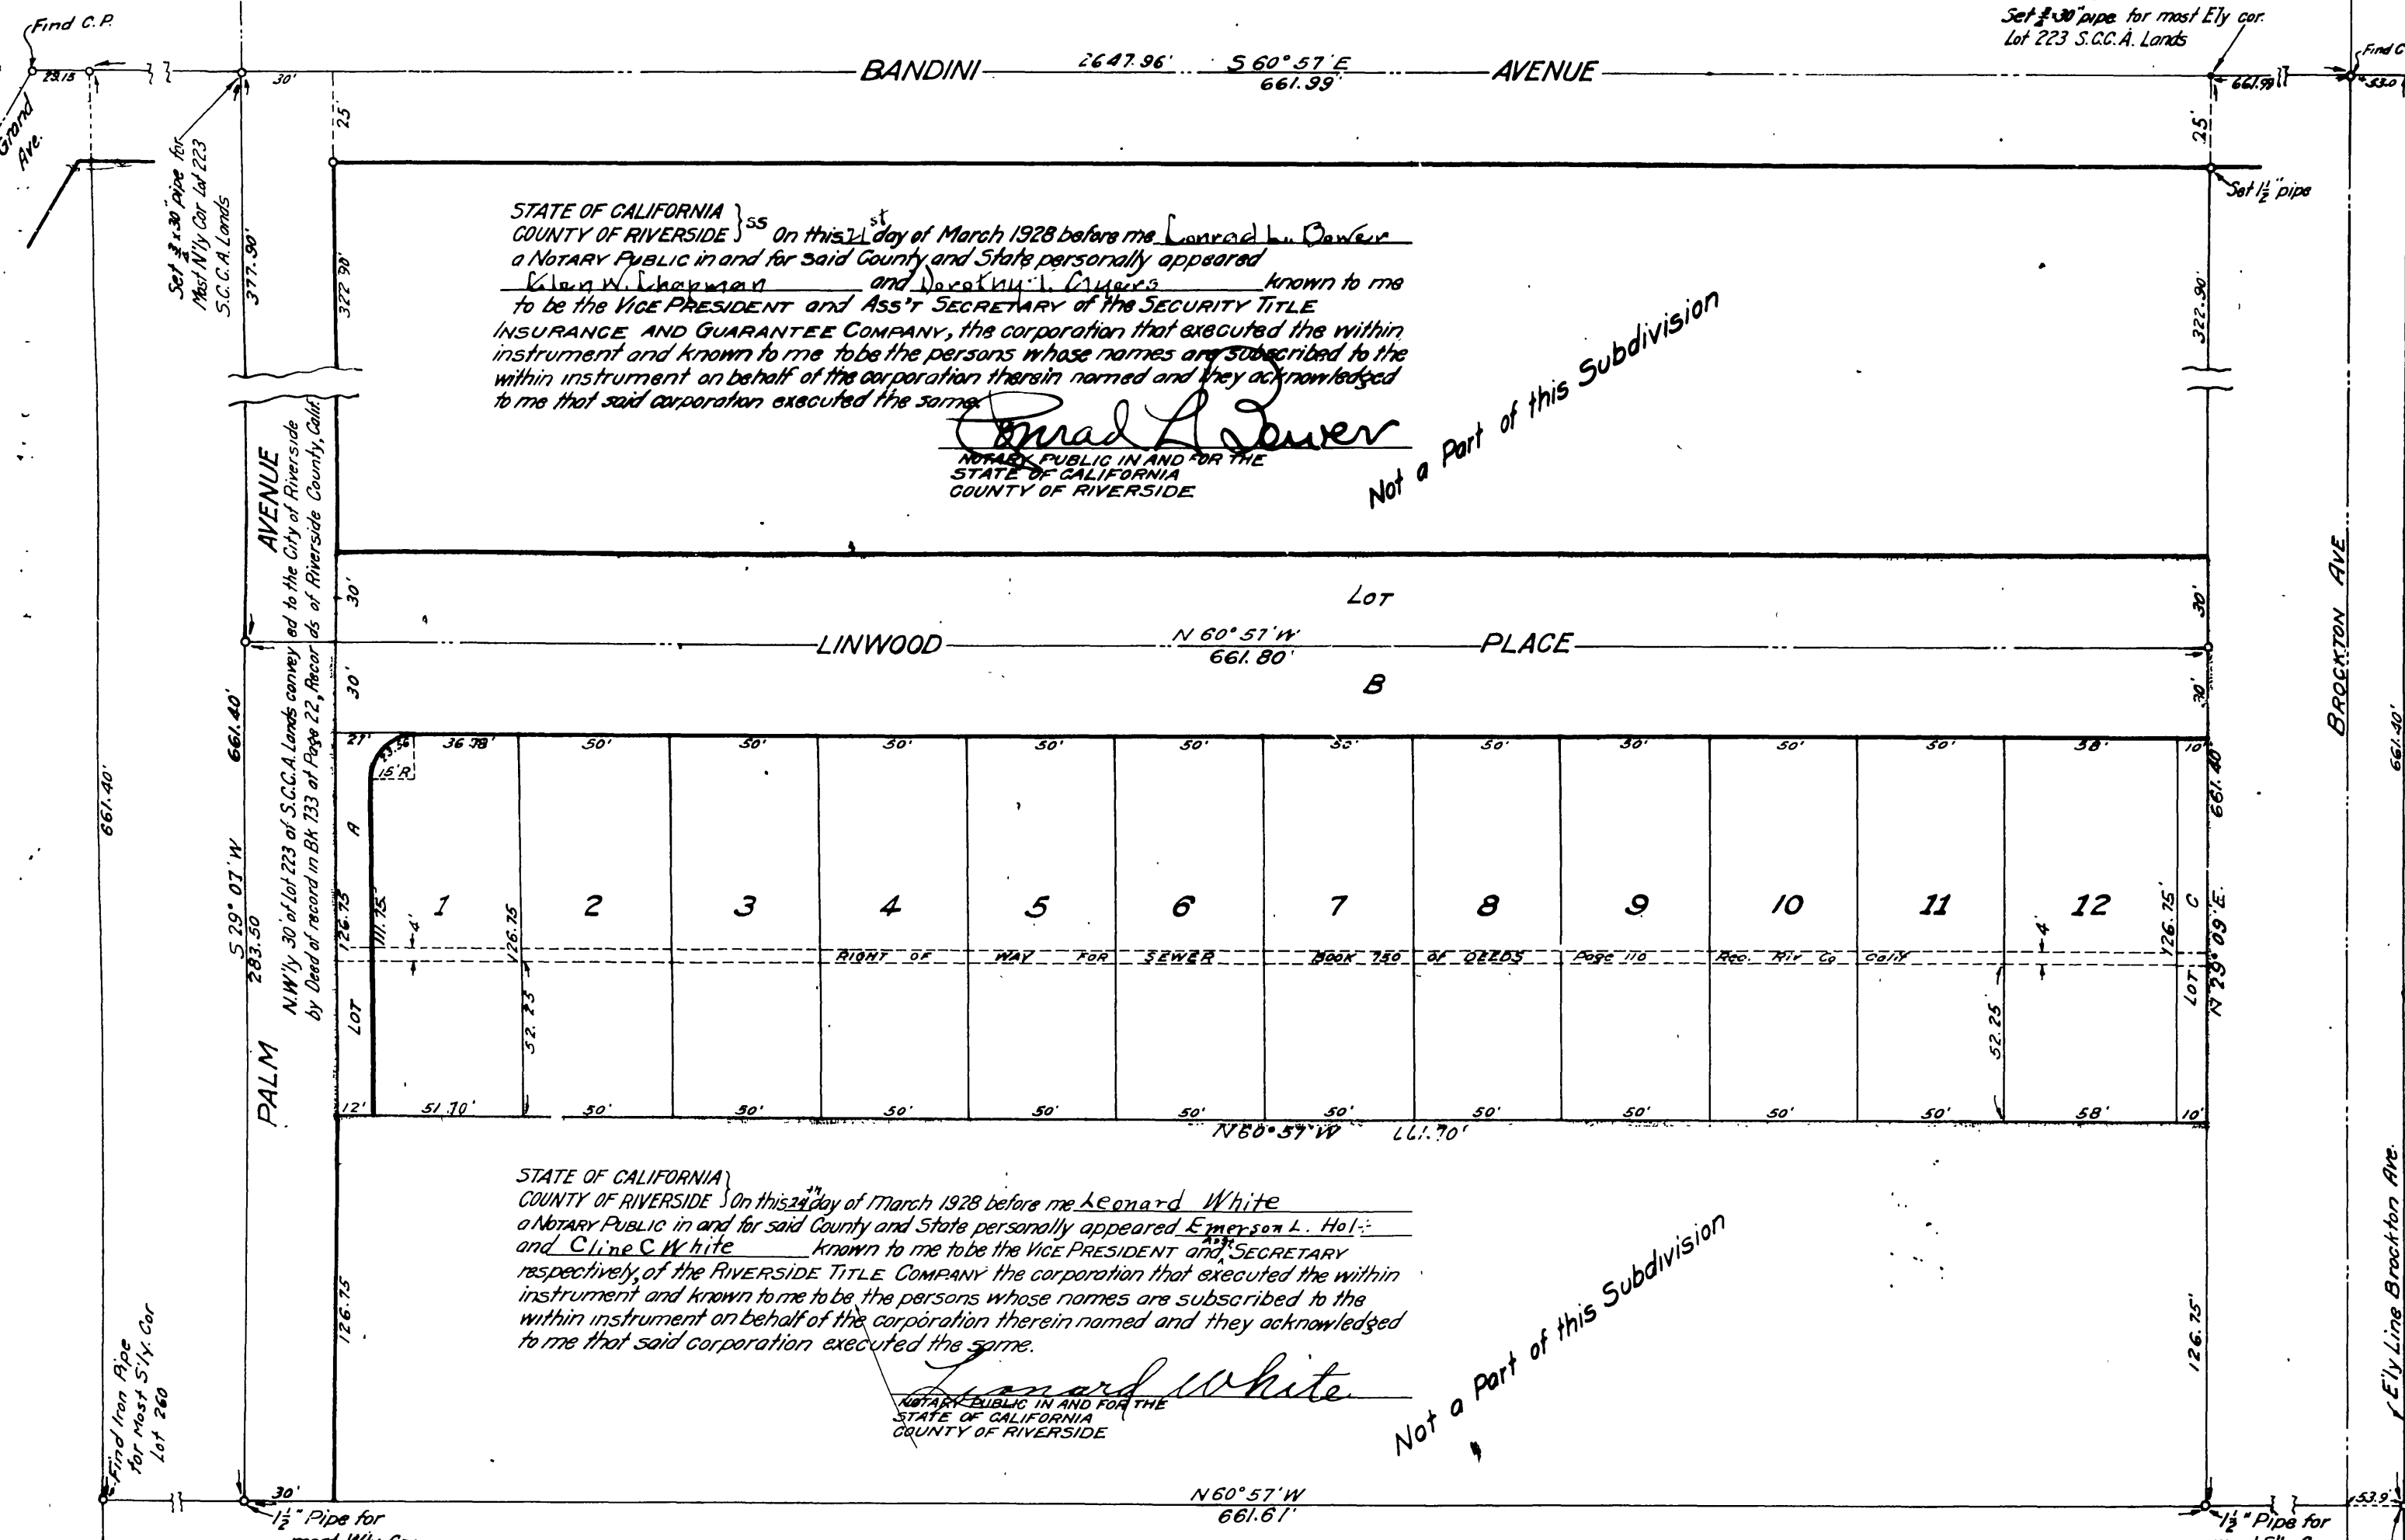 Find C.P.
29.15
Grand
Ave.
30'
BANDINI
2647.96' S 60° 57' E
661.99'
AVENUE
Set ¾x30" pipe for most E'ly cor.
Lot 223 S.C.C.A. Lands
661.99
Find C
53.0
25'
25'
Set 1½" pipe
Set ¾ x 30" pipe for
Most N'ly Cor Lot 223
S.C.C.A. Lands
377.90'
322.90'
322.90'
STATE OF CALIFORNIA } ss
COUNTY OF RIVERSIDE } On this 21st day of March 1928 before me Conrad L. Bower
a NOTARY PUBLIC in and for said County and State personally appeared
Glen W. Chapman and Dorothy known to me
to be the VICE PRESIDENT and ASS'T SECRETARY of the SECURITY TITLE
INSURANCE AND GUARANTEE COMPANY, the corporation that executed the within
instrument and known to me tobe the persons whose names are subscribed to the
within instrument on behalf of the corporation therein named and they acknowledged
to me that said corporation executed the same.
Conrad L Bower
NOTARY PUBLIC IN AND FOR THE
STATE OF CALIFORNIA
COUNTY OF RIVERSIDE
Not a Part of this Subdivision
PALM AVENUE
N.W'ly 30' of Lot 223 of S.C.C.A. Lands conveyed to the City of Riverside
by Deed of record in Bk 733 at Page 22, Records of Riverside County, Calif.
661.40'
661.40'
S 29° 07' W
283.50
BROCKTON AVE
661.40'
30'
LOT
30'
LINWOOD
N 60° 57' W
661.80'
PLACE
30'
B
30'
27' 23.56 36.78' 50' 50' 50' 50' 50' 50' 50' 50' 50' 50' 58' 10'
15' R
661.40'
N 29° 09' E.
LOT A
126.75
111.75
4'
126.75
1 2 3 4 5 6 7 8 9 10 11 12
4'
126.75'
LOT C
RIGHT OF WAY FOR SEWER BOOK 750 OF DEEDS Page 110 Rec. Riv Co Calif
52.25
52.25
12' 51.70' 50' 50' 50' 50' 50' 50' 50' 50' 50' 50' 58' 10'
N 60° 57' W 661.70'
STATE OF CALIFORNIA }
COUNTY OF RIVERSIDE } On this 24th day of March 1928 before me Leonard White
a NOTARY PUBLIC in and for said County and State personally appeared Emerson L. Hol
and Cline C White known to me tobe the VICE PRESIDENT and Asst SECRETARY
respectively, of the RIVERSIDE TITLE COMPANY the corporation that executed the within
instrument and known to me to be the persons whose names are subscribed to the
within instrument on behalf of the corporation therein named and they acknowledged
to me that said corporation executed the same.
Leonard White
NOTARY PUBLIC IN AND FOR THE
STATE OF CALIFORNIA
COUNTY OF RIVERSIDE
Not a Part of this Subdivision
126.75
126.75'
E'ly Line Brockton Ave.
Find Iron Pipe
for Most S'ly. Cor
Lot 260
30'
N 60° 57' W
661.61'
53.9'
1½" Pipe for
1½" Pipe for